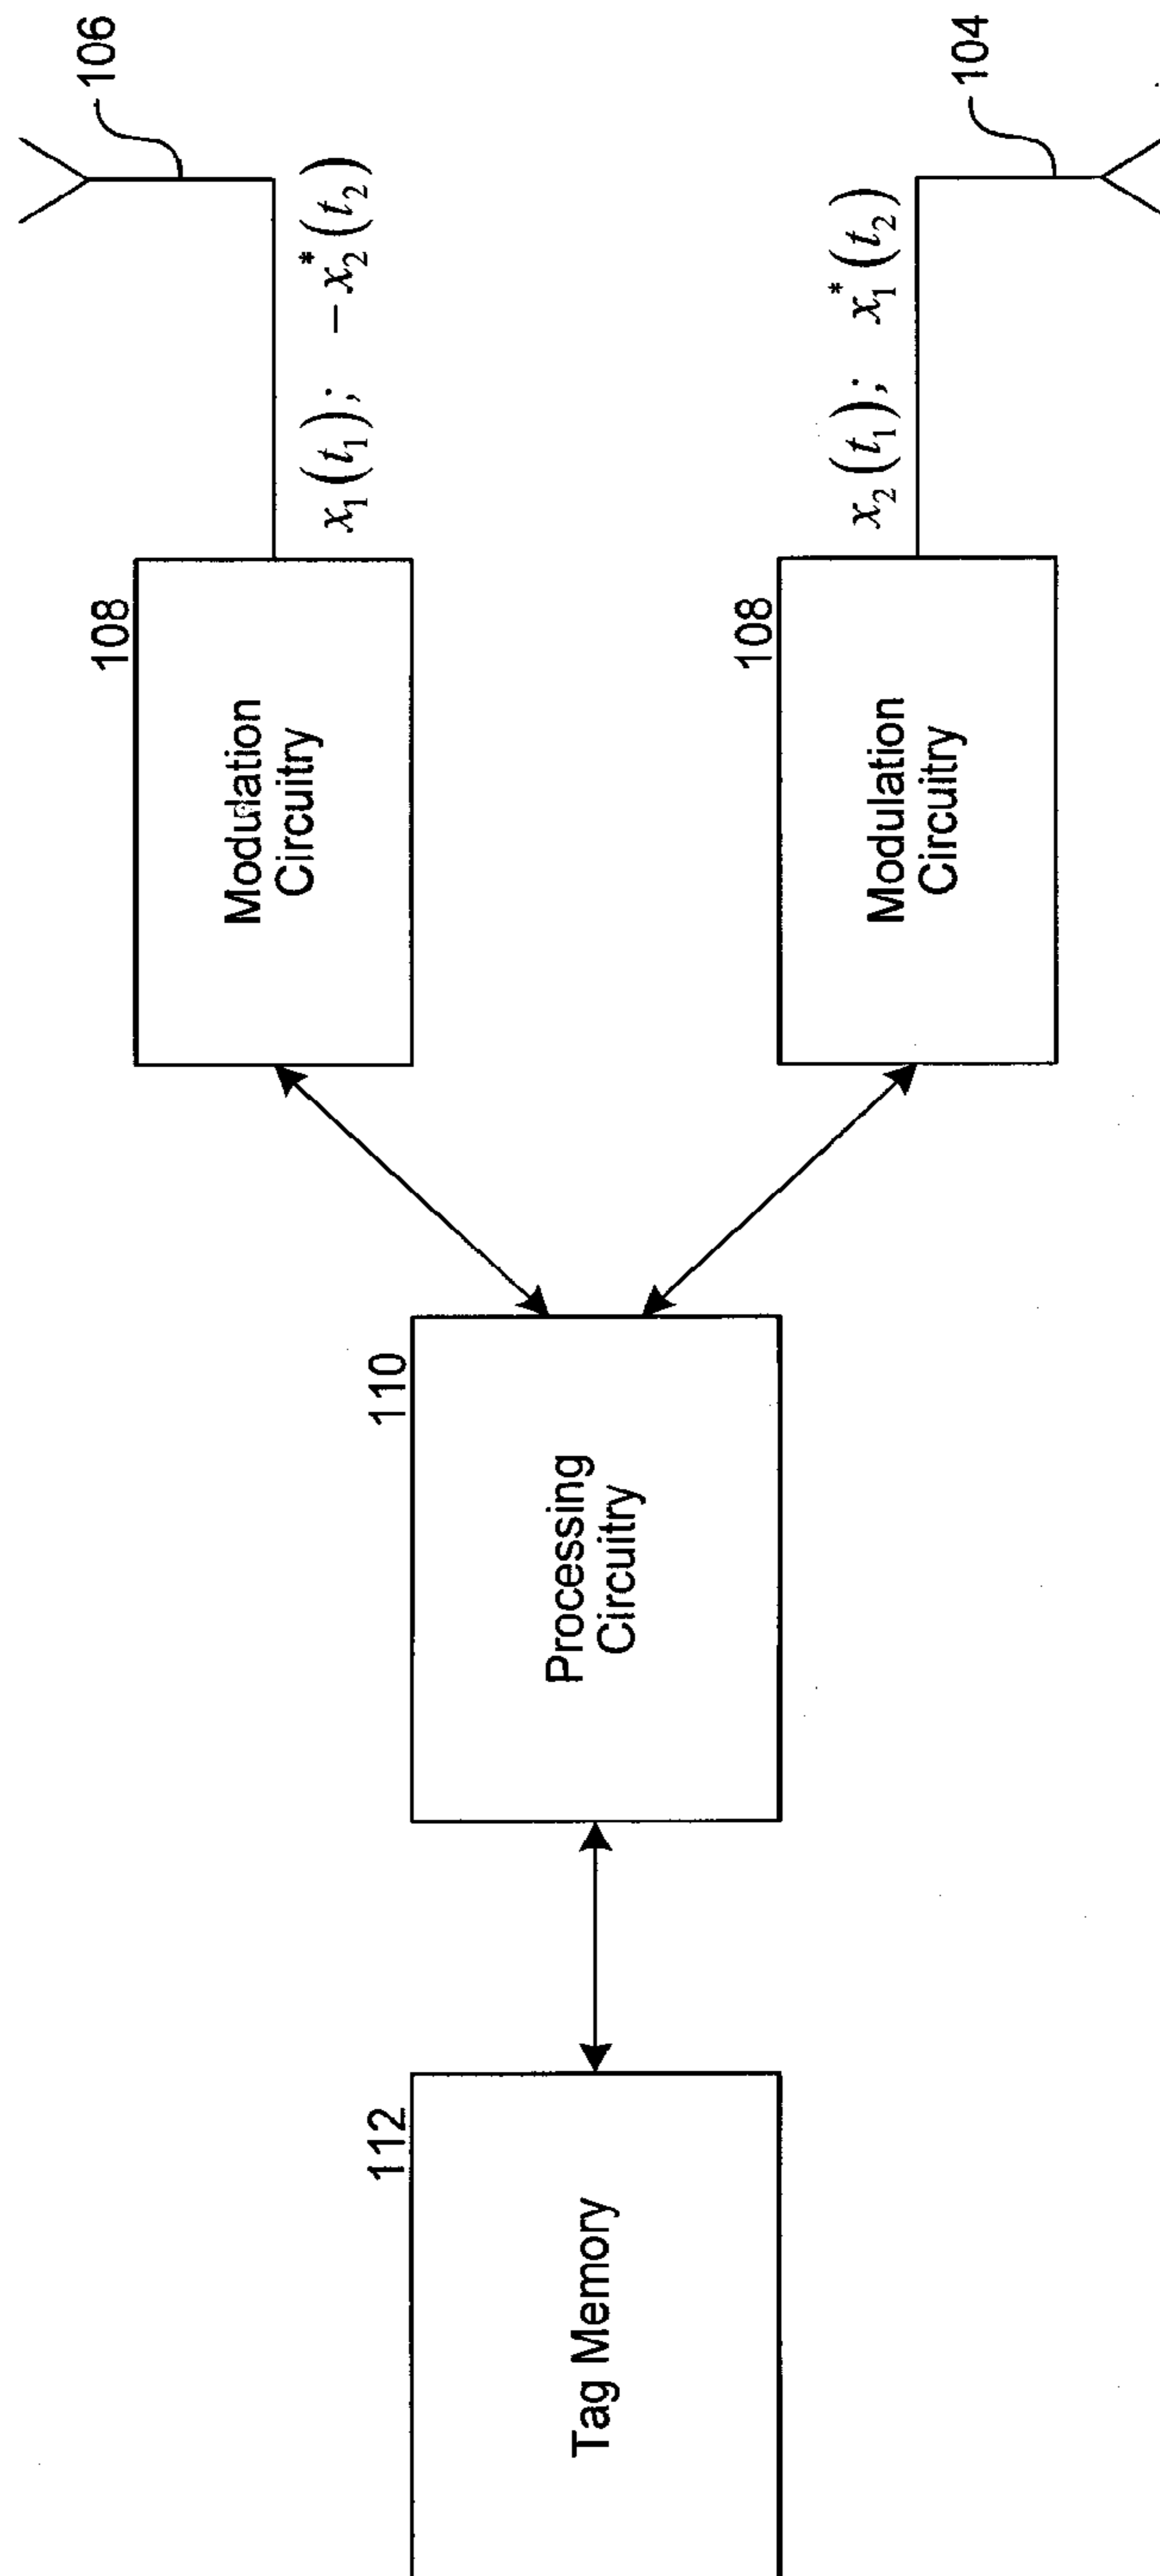 106
x₁(t₁); −x₂*(t₂)
108
Modulation
Circuitry
104
x₂(t₁); x₁*(t₂)
108
Modulation
Circuitry
110
Processing
Circuitry
112
Tag Memory